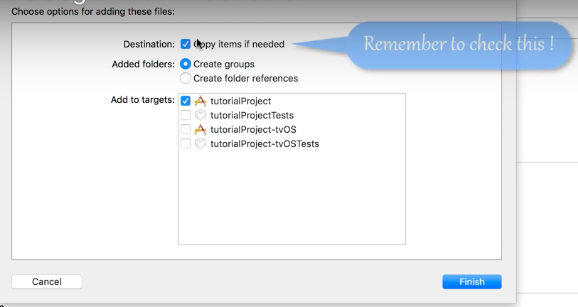 Choose options for adding these files:
Destination: Copy items if needed
Remember to check this !
Added folders: Create groups
Create folder references
Add to targets: tutorialProject
tutorialProjectTests
tutorialProject-tvOS
tutorialProject-tvOSTests
Cancel
Finish